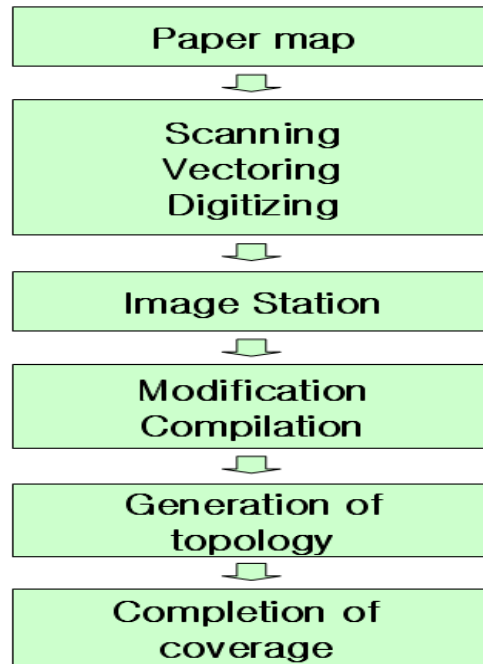 Paper map
Scanning
Vectoring
Digitizing
Image Station
Modification
Compilation
Generation of
topology
Completion of
coverage